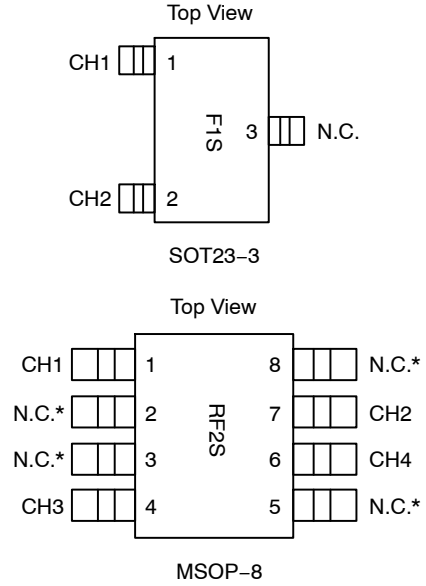 Top View
CH1 1
F1S
3 N.C.
CH2 2
SOT23−3
Top View
CH1 1 8 N.C.*
N.C.* 2 7 CH2
RF2S
N.C.* 3 6 CH4
CH3 4 5 N.C.*
MSOP−8